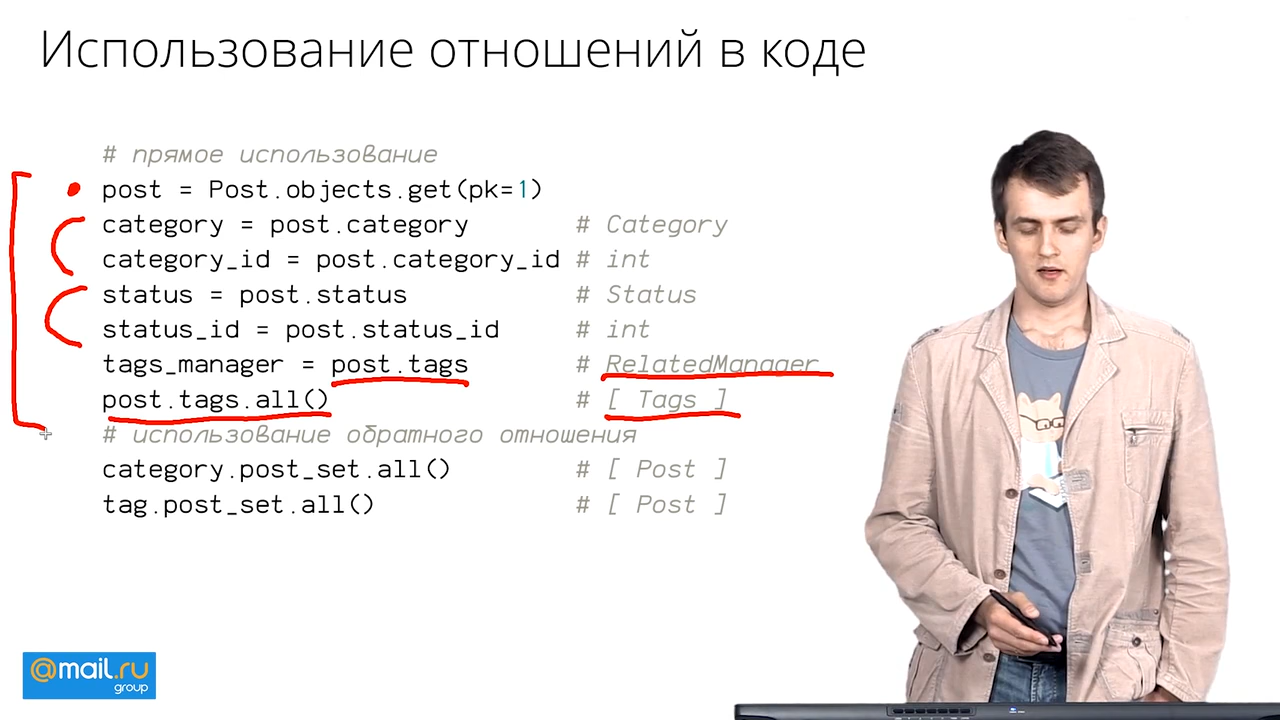 Использование отношений в коде
# прямое использование
post = Post.objects.get(pk=1)
category = post.category # Category
category_id = post.category_id # int
status = post.status # Status
status_id = post.status_id # int
tags_manager = post.tags # RelatedManager
post.tags.all() # [ Tags ]
# использование обратного отношения
category.post_set.all() # [ Post ]
tag.post_set.all() # [ Post ]
@mail.ru
group